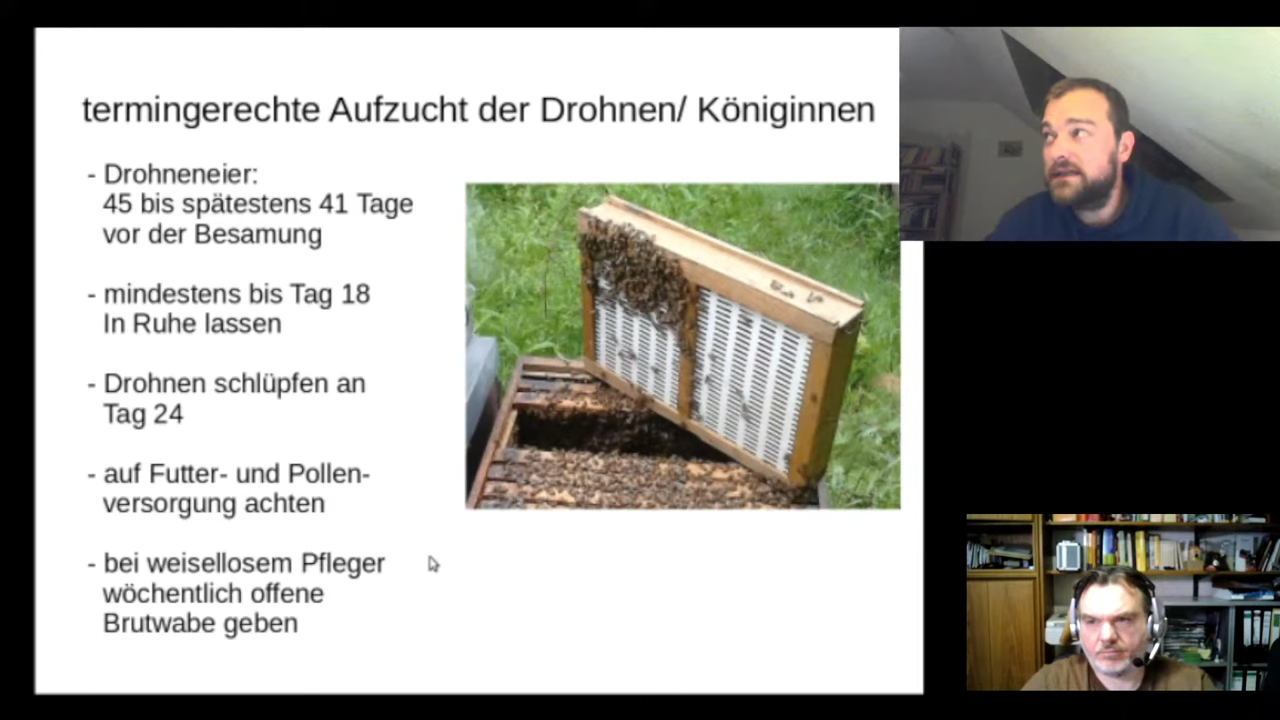 termingerechte Aufzucht der Drohnen/ Königinnen
- Drohneneier:
45 bis spätestens 41 Tage
vor der Besamung
- mindestens bis Tag 18
In Ruhe lassen
- Drohnen schlüpfen an
Tag 24
- auf Futter- und Pollen-
versorgung achten
- bei weisellosem Pfleger
wöchentlich offene
Brutwabe geben